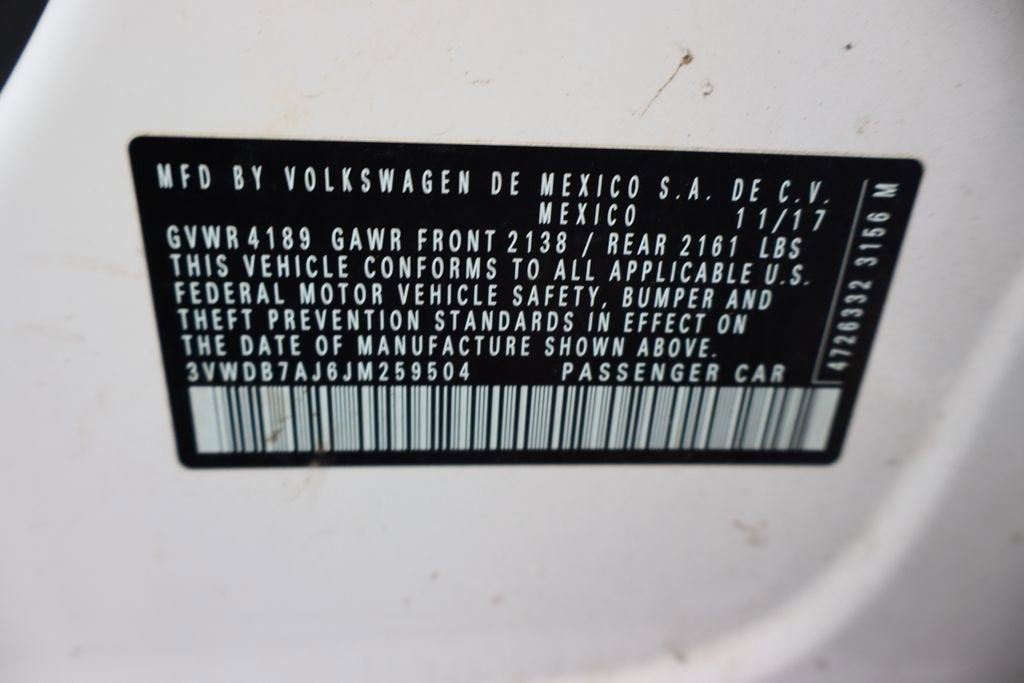 MFD BY VOLKSWAGEN DE MEXICO S.A. DE C.V.
MEXICO 11/17
GVWR 4189 GAWR FRONT 2138 / REAR 2161 LBS
THIS VEHICLE CONFORMS TO ALL APPLICABLE U.S.
FEDERAL MOTOR VEHICLE SAFETY, BUMPER AND
THEFT PREVENTION STANDARDS IN EFFECT ON
THE DATE OF MANUFACTURE SHOWN ABOVE.
3VWDB7AJ6JM259504 PASSENGER CAR
4726332 3156 M